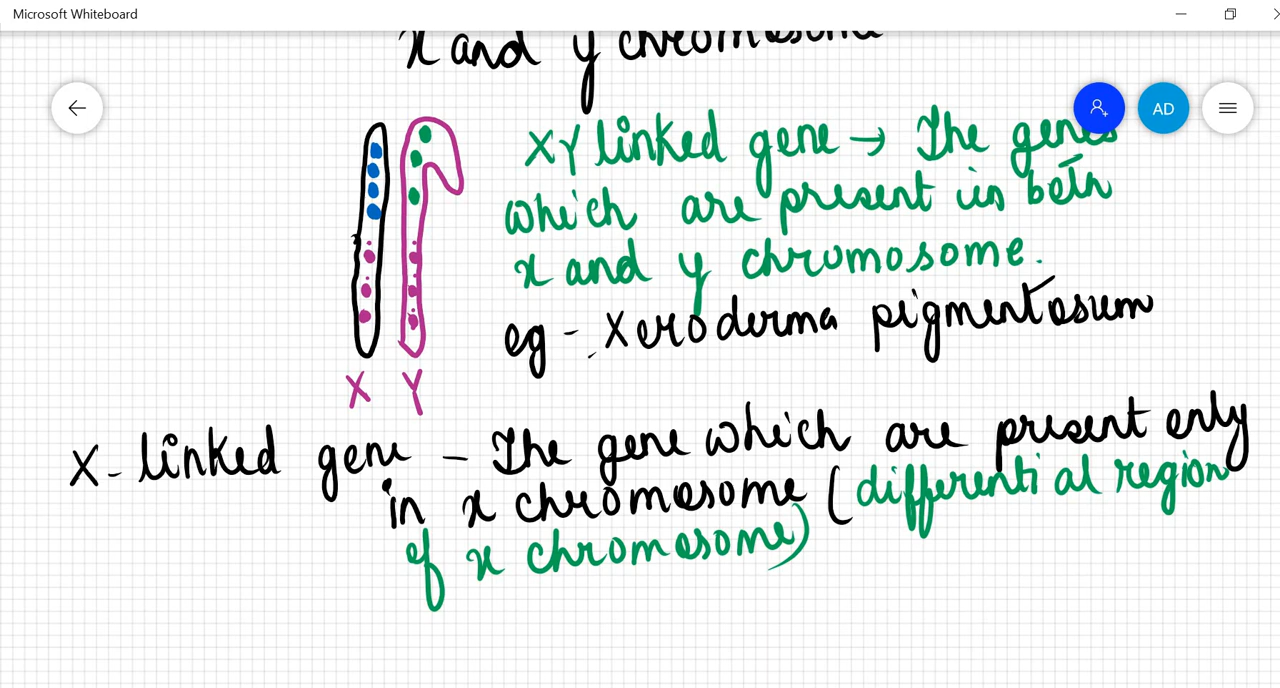 Microsoft Whiteboard
x and y chromosome
AD
XY linked gene → The genes
which are present in both
x and y chromosome.
eg - Xeroderma pigmentosum
X Y
X - linked gene - The gene which are present only
in x chromosome (differential region
of x chromosome)